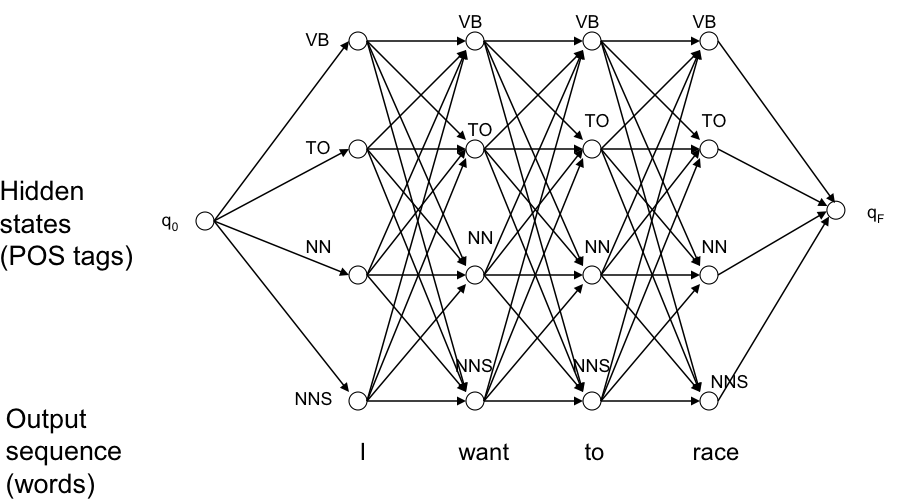 VB VB VB VB
TO TO TO TO
Hidden
states
(POS tags)
q0
qF
NN NN NN NN
NNS NNS NNS NNS
Output
sequence
(words)
I want to race